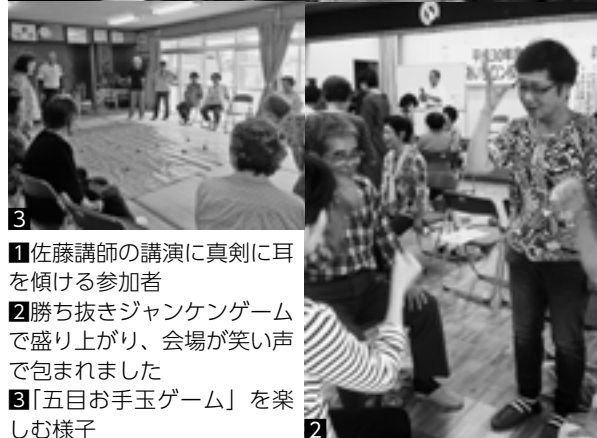 3
1佐藤講師の講演に真剣に耳
を傾ける参加者
2勝ち抜きジャンケンゲーム
で盛り上がり、会場が笑い声
で包まれました
3「五目お手玉ゲーム」を楽
しむ様子
2